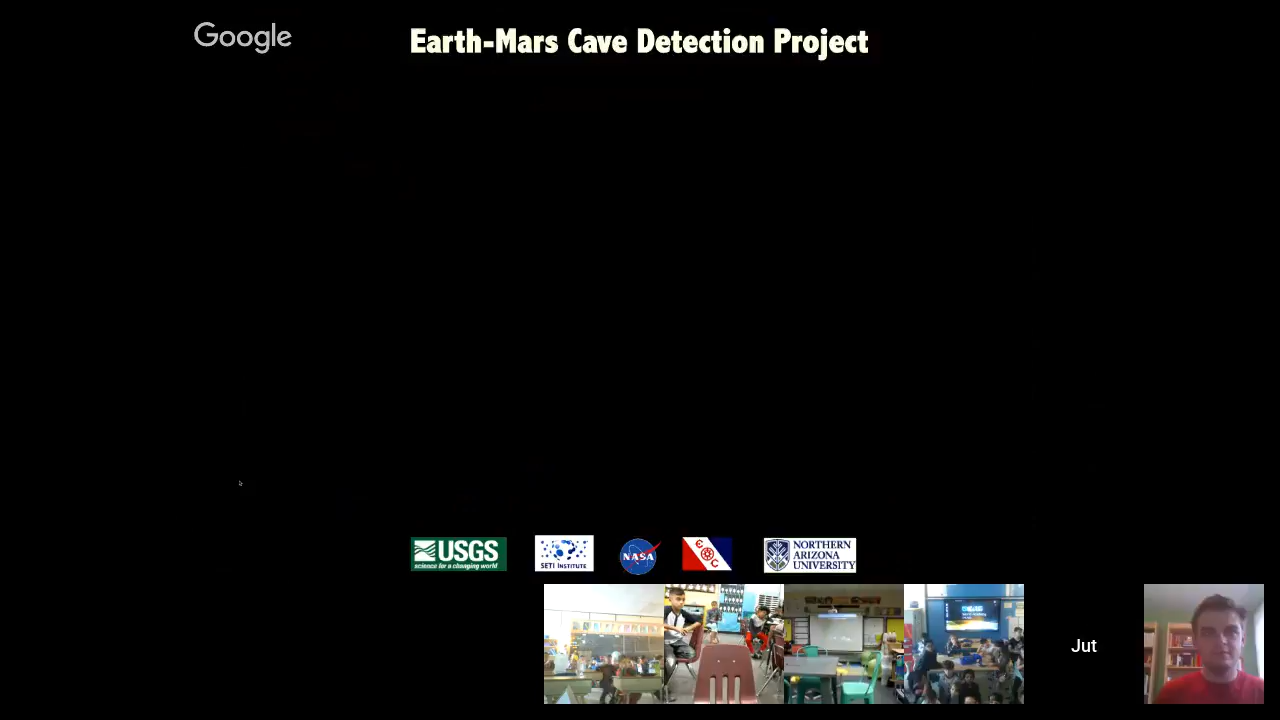 Google
Earth-Mars Cave Detection Project
USGS
science for a changing world
SETI INSTITUTE
NASA
E C
NORTHERN
ARIZONA
UNIVERSITY
Jut